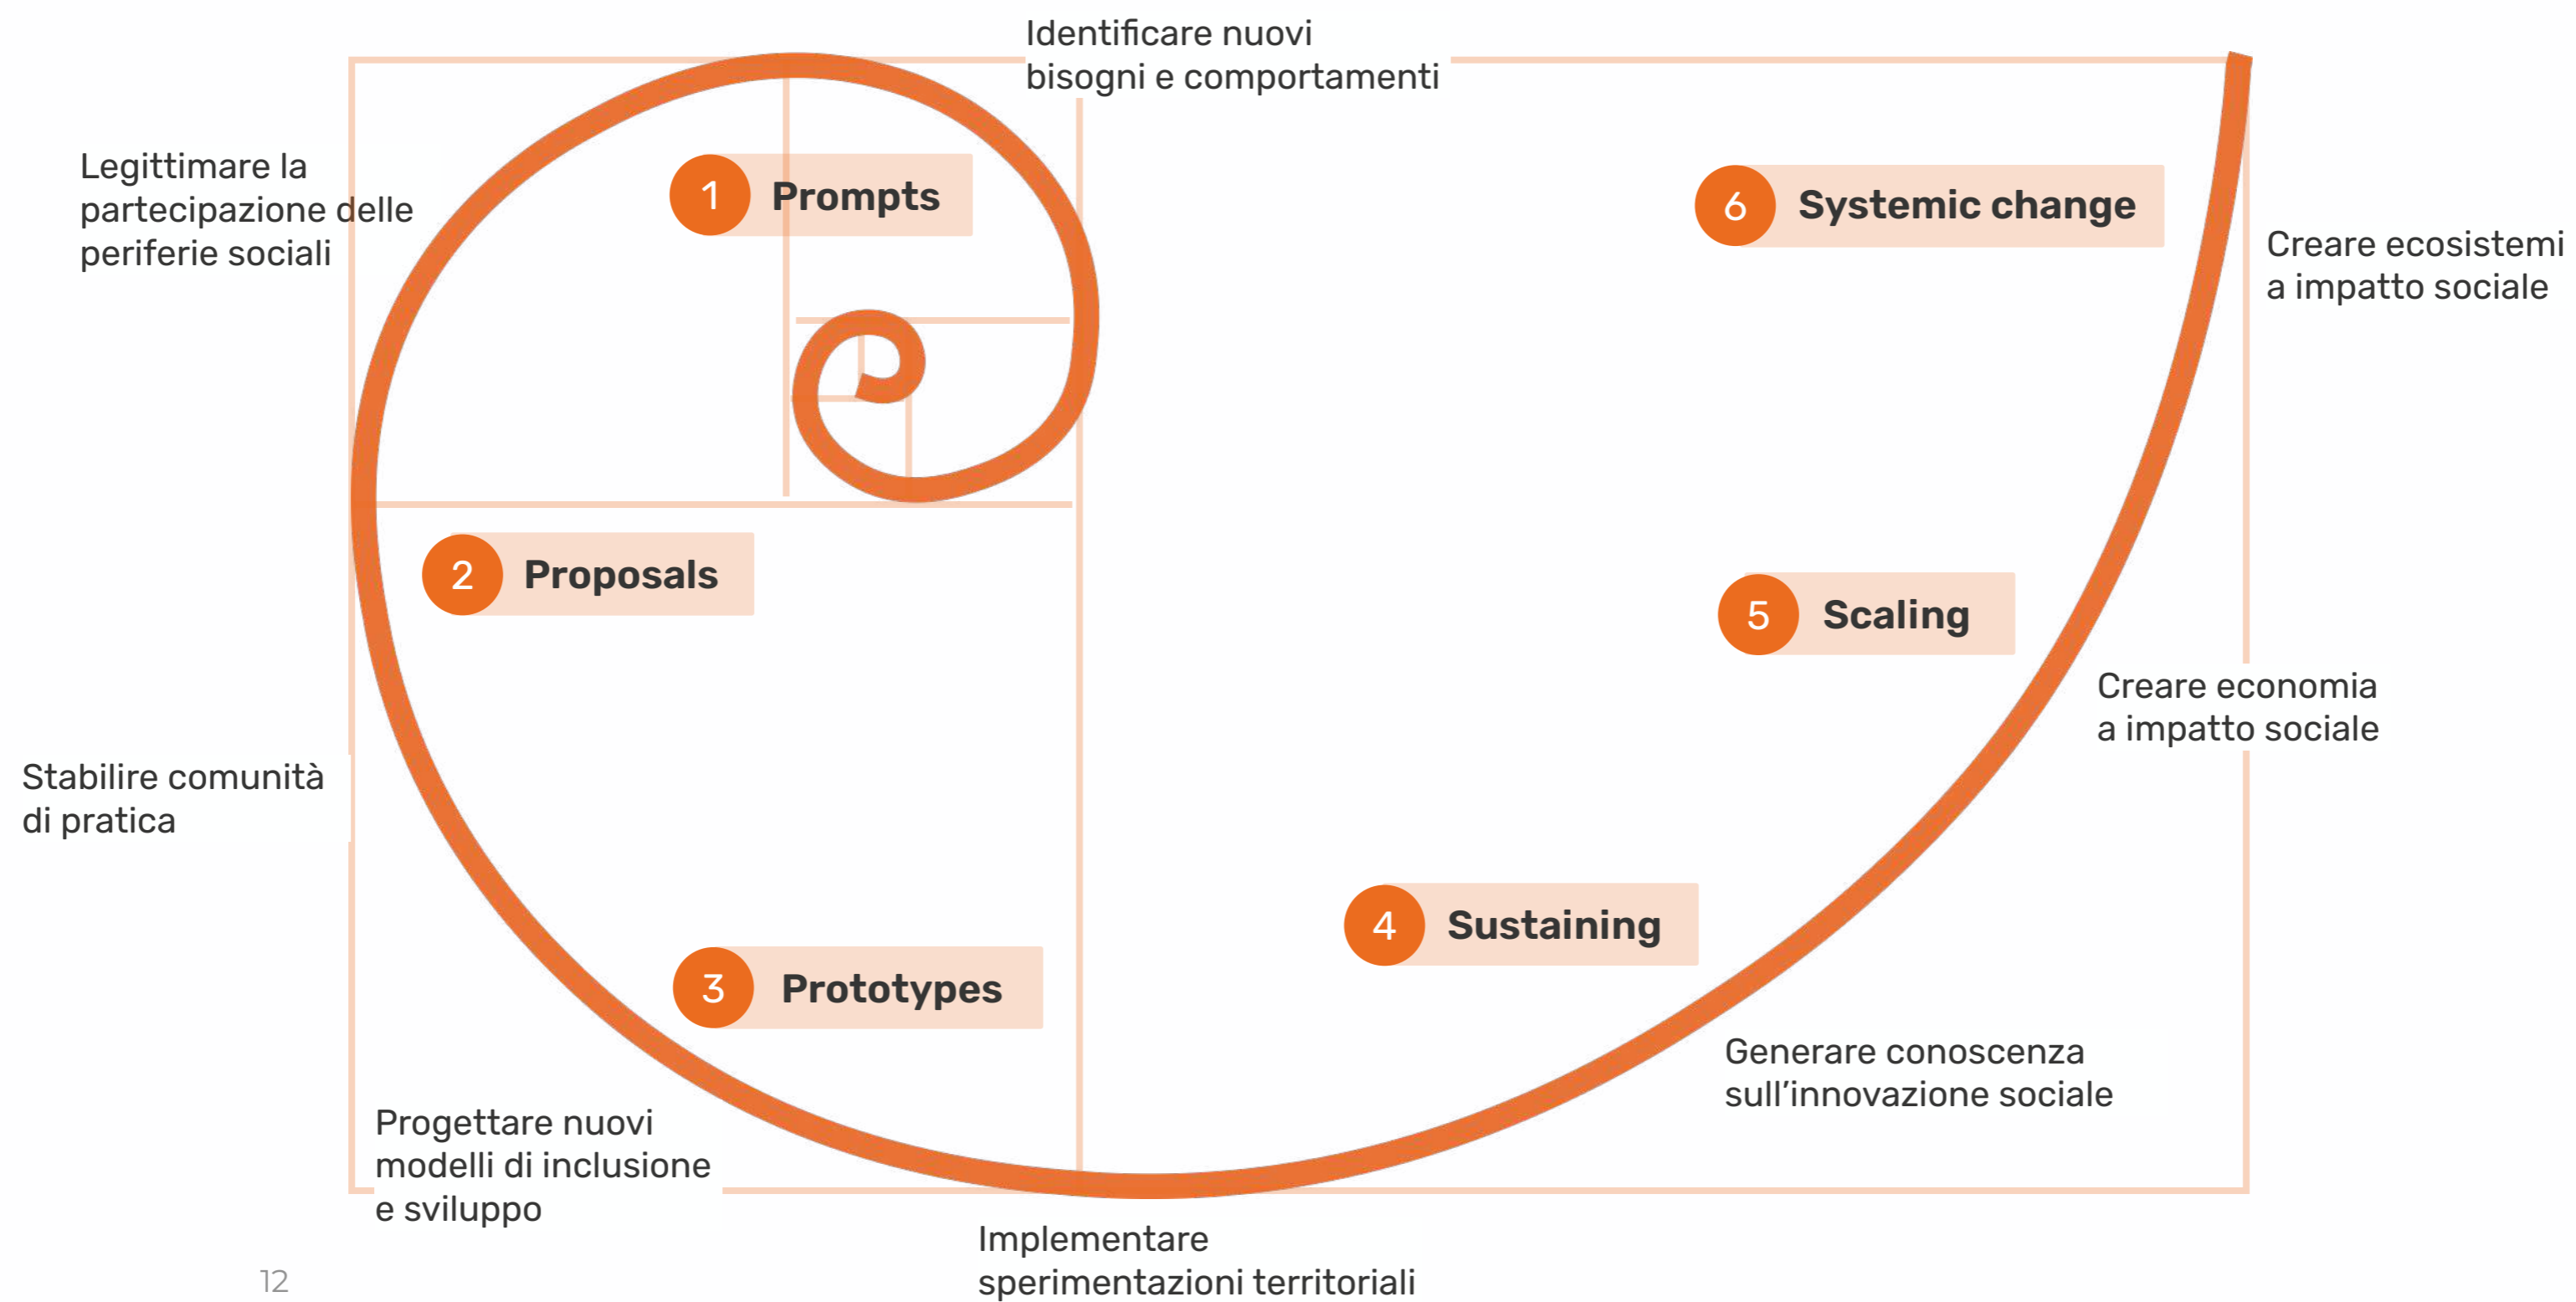 Identificare nuovi
bisogni e comportamenti
Legittimare la
partecipazione delle
periferie sociali
1 Prompts
6 Systemic change
Creare ecosistemi
a impatto sociale
2 Proposals
5 Scaling
Creare economia
a impatto sociale
Stabilire comunità
di pratica
4 Sustaining
3 Prototypes
Generare conoscenza
sull’innovazione sociale
Progettare nuovi
modelli di inclusione
e sviluppo
Implementare
sperimentazioni territoriali
12